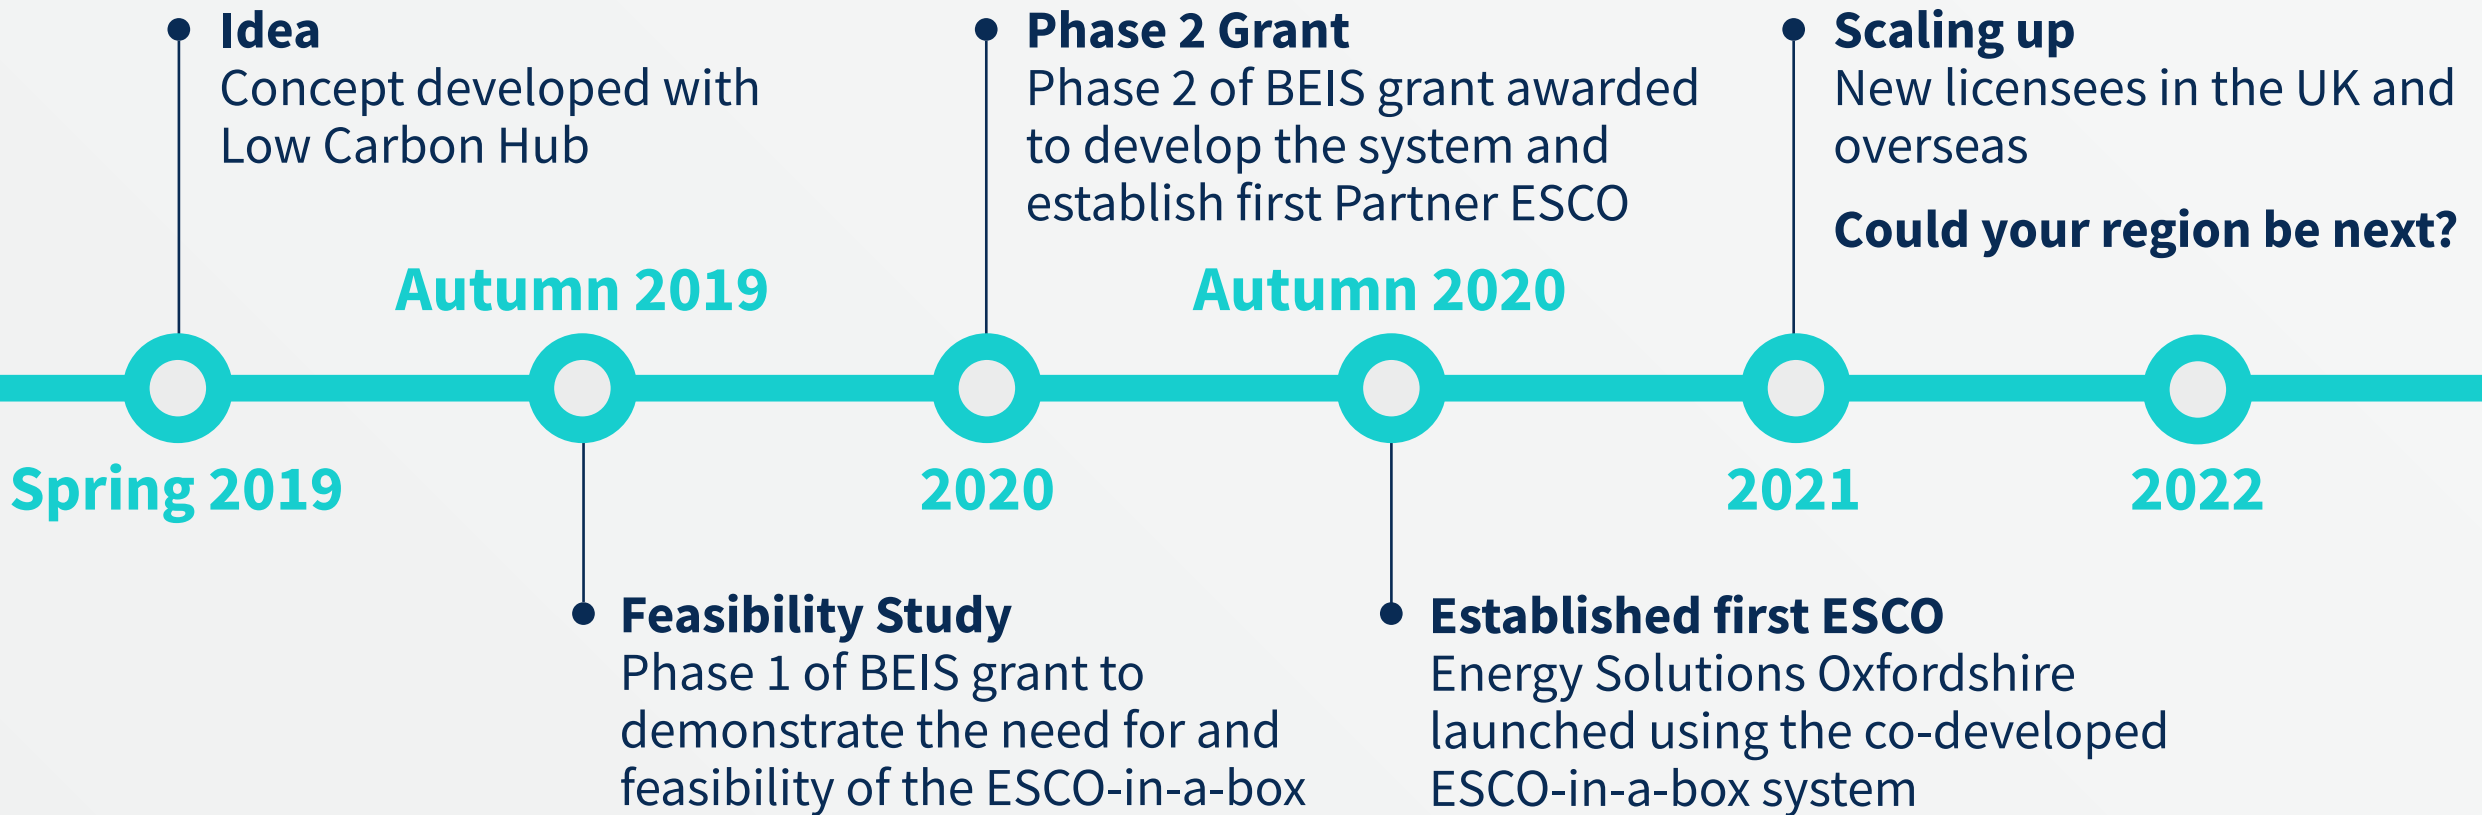 Idea
Concept developed with
Low Carbon Hub
Phase 2 Grant
Phase 2 of BEIS grant awarded
to develop the system and
establish first Partner ESCO
Scaling up
New licensees in the UK and
overseas
Could your region be next?
Autumn 2019
Autumn 2020
Spring 2019
2020
2021
2022
Feasibility Study
Phase 1 of BEIS grant to
demonstrate the need for and
feasibility of the ESCO-in-a-box
Established first ESCO
Energy Solutions Oxfordshire
launched using the co-developed
ESCO-in-a-box system